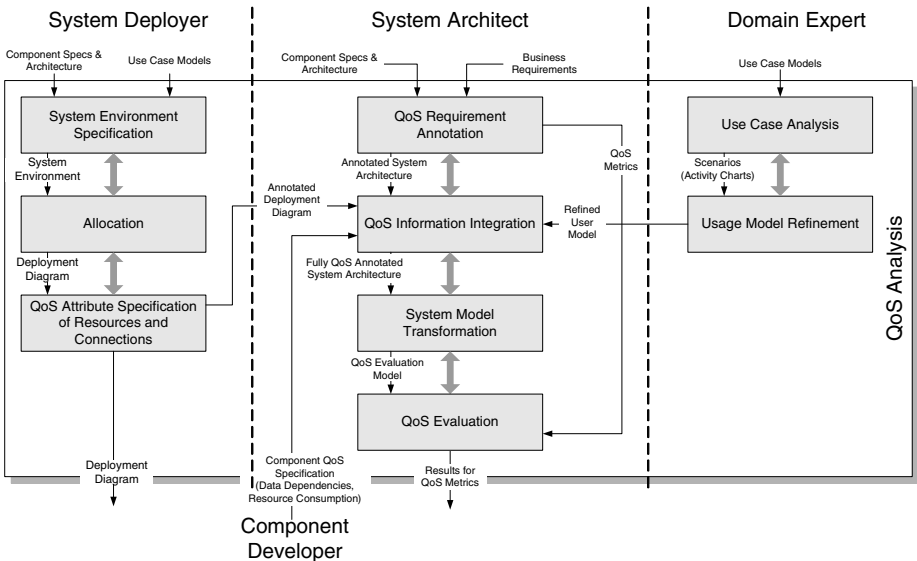 System Deployer
System Architect
Domain Expert
Component Specs &
Architecture
Use Case Models
Component Specs &
Architecture
Business
Requirements
Use Case Models
System Environment
Specification
QoS Requirement
Annotation
Use Case Analysis
System
Environment
Annotated System
Architecture
QoS
Metrics
Scenarios
(Activity Charts)
Allocation
Annotated
Deployment
Diagram
QoS Information Integration
Refined
User
Model
Usage Model Refinement
Deployment
Diagram
Fully QoS Annotated
System Architecture
QoS Attribute Specification
of Resources and
Connections
System Model
Transformation
QoS Analysis
QoS Evaluation
Model
QoS Evaluation
Deployment
Diagram
Component QoS
Specification
(Data Dependencies,
Resource Consumption)
Results for
QoS Metrics
Component
Developer